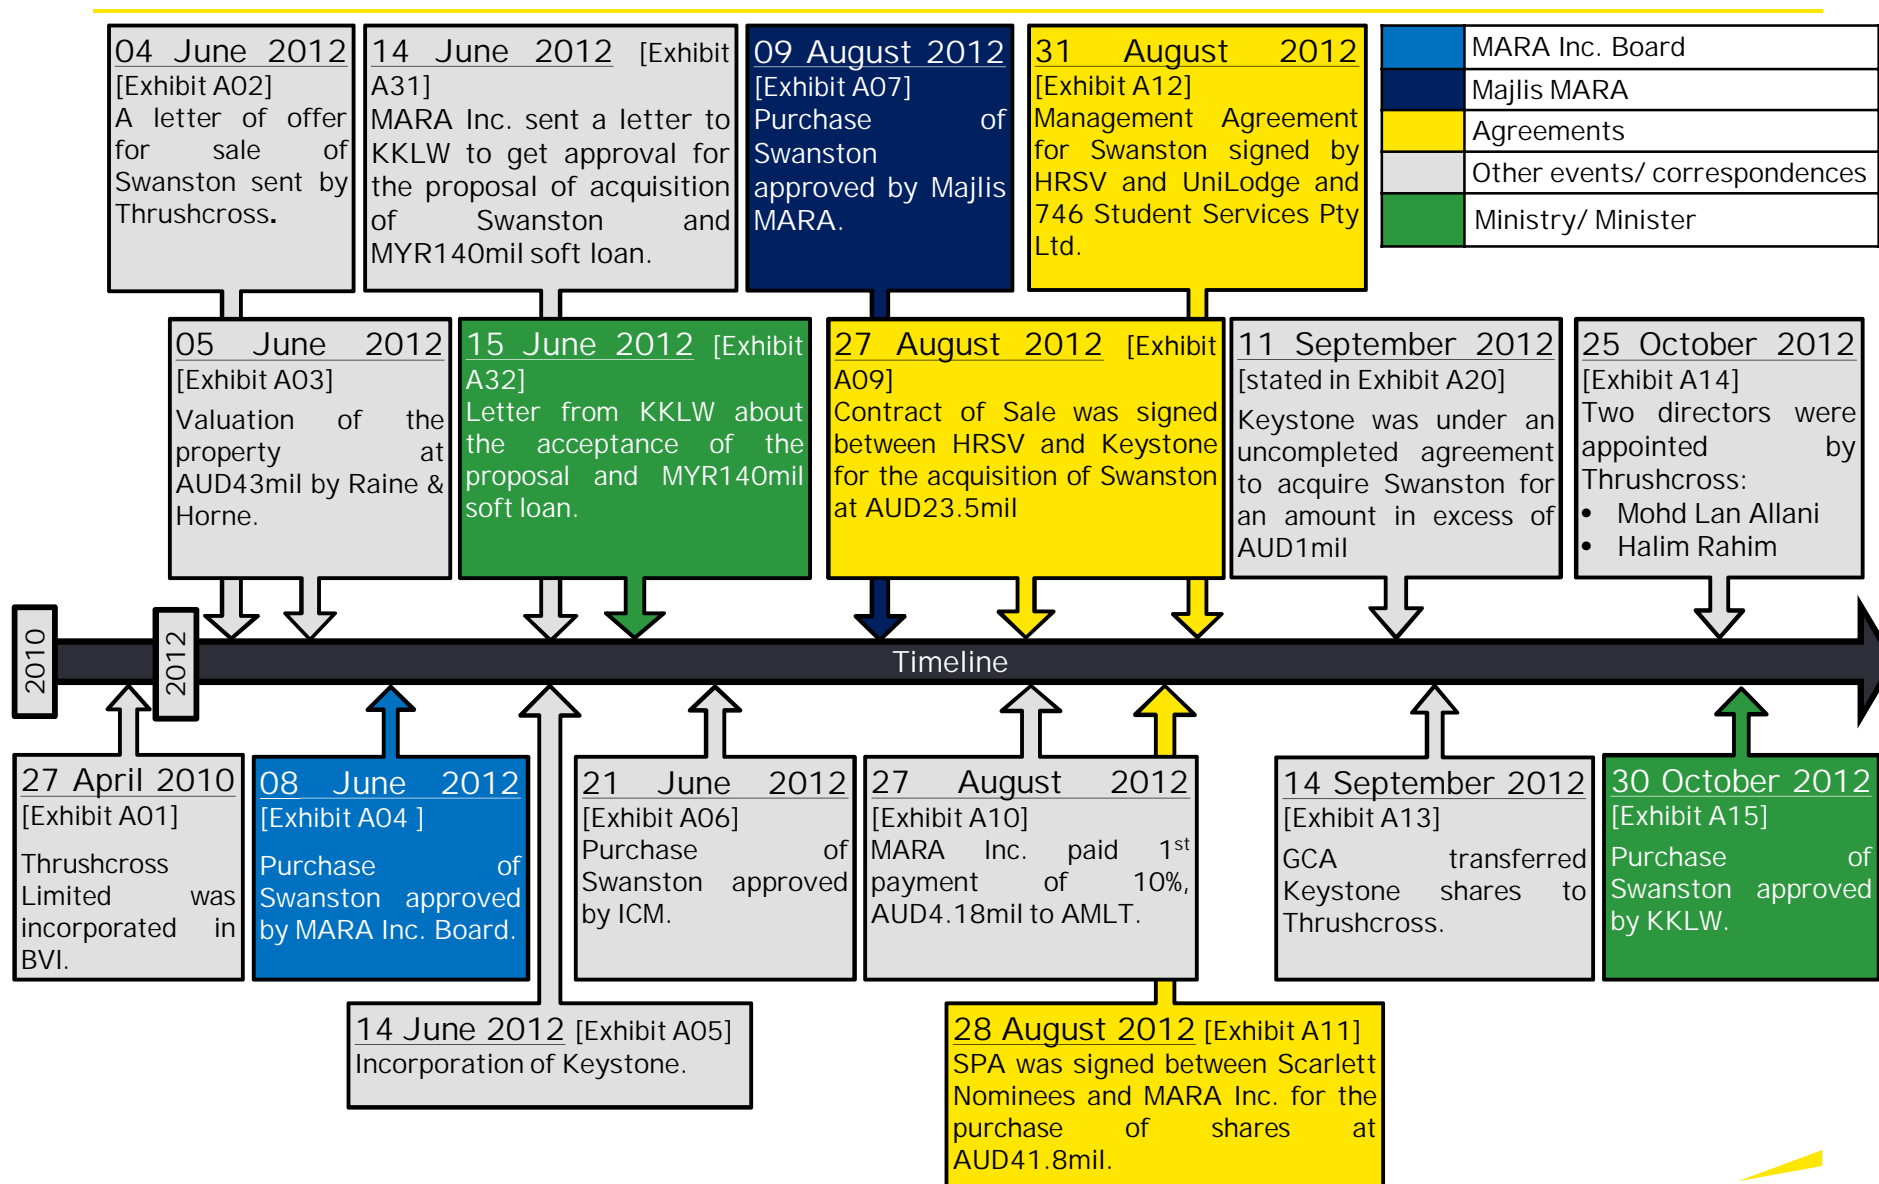 04 June 2012
[Exhibit A02]
A letter of offer
for sale of
Swanston sent by
Thrushcross.
14 June 2012 [Exhibit
A31]
MARA Inc. sent a letter to
KKLW to get approval for
the proposal of acquisition
of Swanston and
MYR140mil soft loan.
09 August 2012
[Exhibit A07]
Purchase of
Swanston
approved by Majlis
MARA.
31 August 2012
[Exhibit A12]
Management Agreement
for Swanston signed by
HRSV and UniLodge and
746 Student Services Pty
Ltd.
MARA Inc. Board
Majlis MARA
Agreements
Other events/ correspondences
Ministry/ Minister
05 June 2012
[Exhibit A03]
Valuation of the
property at
AUD43mil by Raine &
Horne.
15 June 2012 [Exhibit
A32]
Letter from KKLW about
the acceptance of the
proposal and MYR140mil
soft loan.
27 August 2012 [Exhibit
A09]
Contract of Sale was signed
between HRSV and Keystone
for the acquisition of Swanston
at AUD23.5mil
11 September 2012
[stated in Exhibit A20]
Keystone was under an
uncompleted agreement
to acquire Swanston for
an amount in excess of
AUD1mil
25 October 2012
[Exhibit A14]
Two directors were
appointed by
Thrushcross:
• Mohd Lan Allani
• Halim Rahim
2010
2012
Timeline
27 April 2010
[Exhibit A01]
Thrushcross
Limited was
incorporated in
BVI.
08 June 2012
[Exhibit A04 ]
Purchase of
Swanston approved
by MARA Inc. Board.
21 June 2012
[Exhibit A06]
Purchase of
Swanston approved
by ICM.
27 August 2012
[Exhibit A10]
MARA Inc. paid 1st
payment of 10%,
AUD4.18mil to AMLT.
14 September 2012
[Exhibit A13]
GCA transferred
Keystone shares to
Thrushcross.
30 October 2012
[Exhibit A15]
Purchase of
Swanston approved
by KKLW.
14 June 2012 [Exhibit A05]
Incorporation of Keystone.
28 August 2012 [Exhibit A11]
SPA was signed between Scarlett
Nominees and MARA Inc. for the
purchase of shares at
AUD41.8mil.